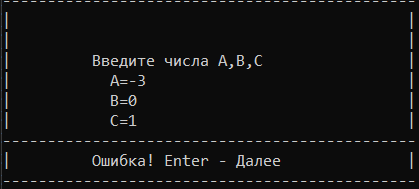 Введите числа A,B,C
A=-3
B=0
C=1
Ошибка! Enter - Далее